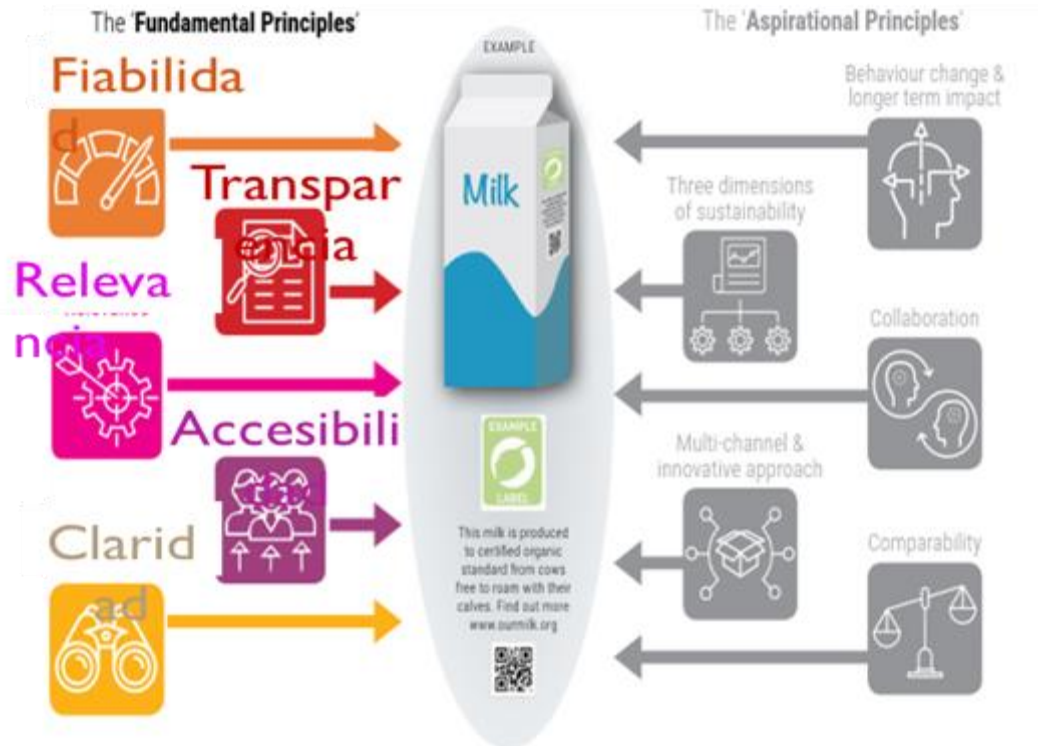 The 'Fundamental Principles'
Fiabilida
d
Transpar
encia
Releva
ncia
Accesibili
Clarid
ad
EXAMPLE
Milk
EXAMPLE
LABEL
This milk is produced
to certified organic
standard from cows
free to roam with their
calves. Find out more
www.ourmilk.org
The 'Aspirational Principles'
Behaviour change &
longer term impact
Three dimensions
of sustainability
Collaboration
Multi-channel &
innovative approach
Comparability